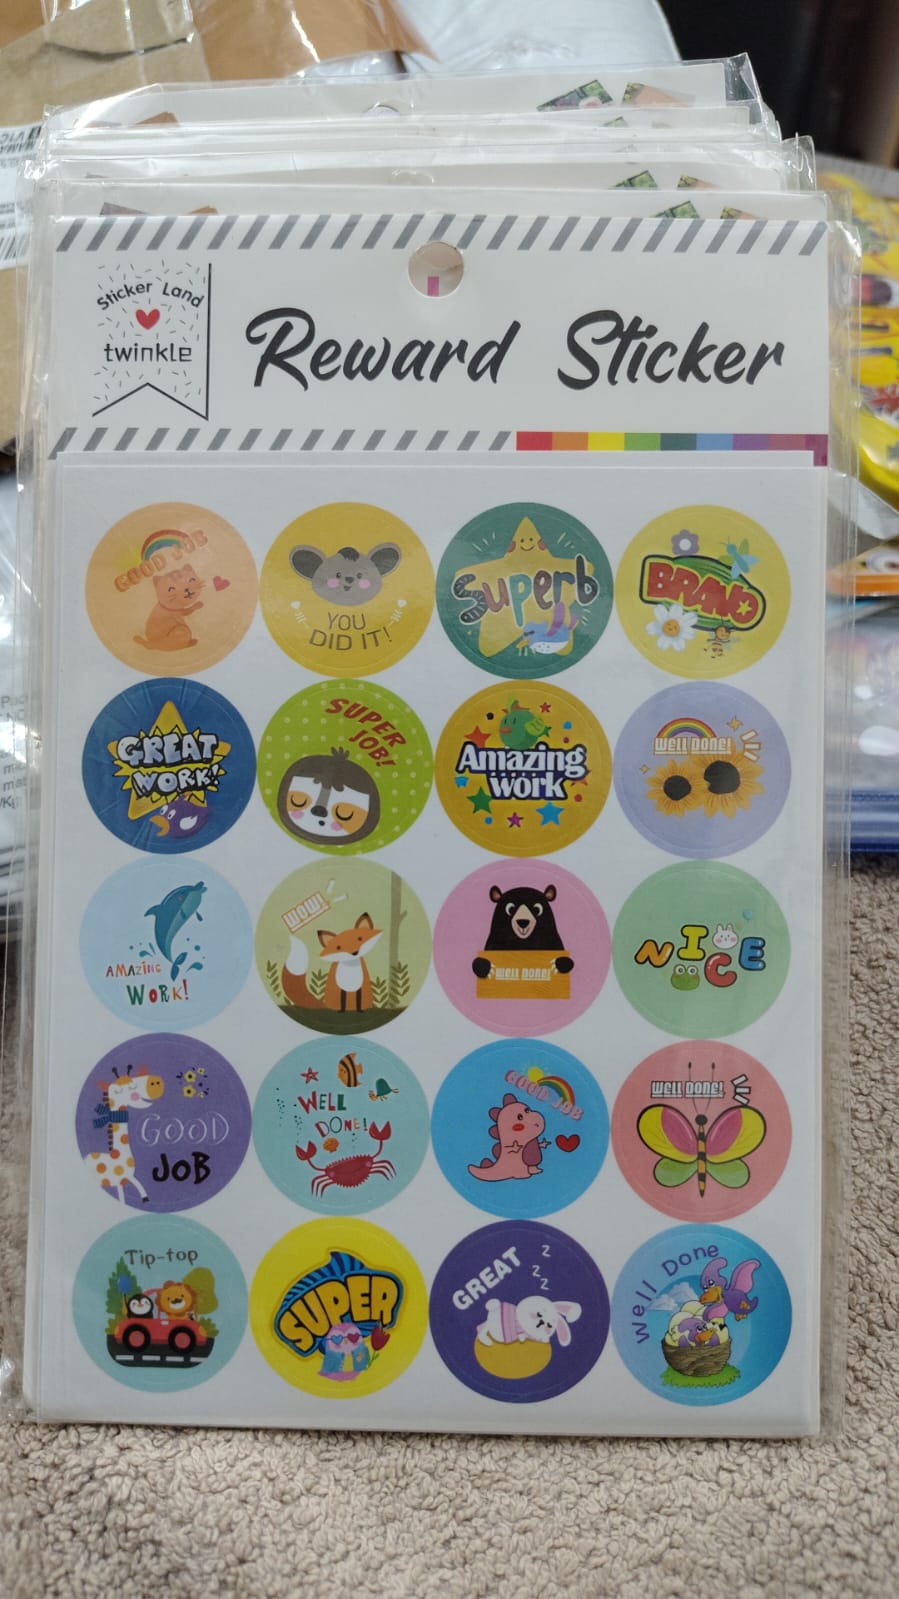 Sticker Land
twinkle
Reward Sticker
GOOD JOB
YOU
DID IT!
Superb
BRAVO
GREAT
WORK!
SUPER
JOB!
Amazing
work
WELL DONE!
AMAZING
WORK!
WOW!
WELL DONE!
NICE
GOOD
JOB
WELL
DONE!
GOOD JOB
WELL DONE!
Tip-top
SUPER
GREAT
z
z
z
Well Done